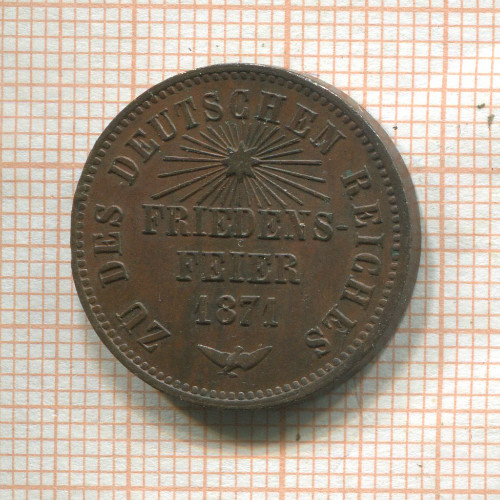 ZU DES DEUTSCHEN REICHES
FRIEDENS-
FEIER
1871